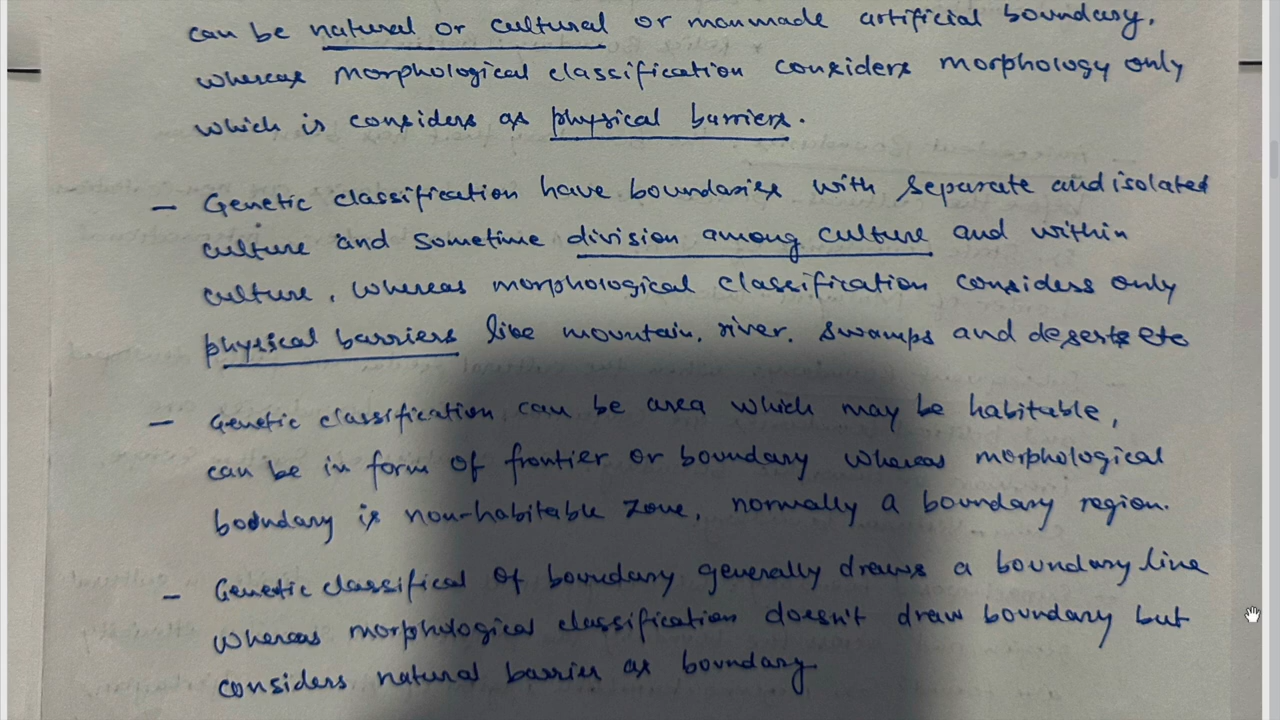 can be natural or cultural or manmade artificial boundary.
whereas morphological classification considers morphology only
which is considers as physical barriers.
- Genetic classification have boundaries with separate and isolated
culture and sometime division among culture and within
culture, whereas morphological classification considers only
physical barriers like mountain, river, swamps and deserts etc
- Genetic classification can be area which may be habitable,
can be in form of frontier or boundary whereas morphological
boundary is non-habitable zone, normally a boundary region.
- Genetic classifical of boundary generally draws a boundary line
whereas morphological classification doesn't draw boundary but
considers natural barrier as boundary